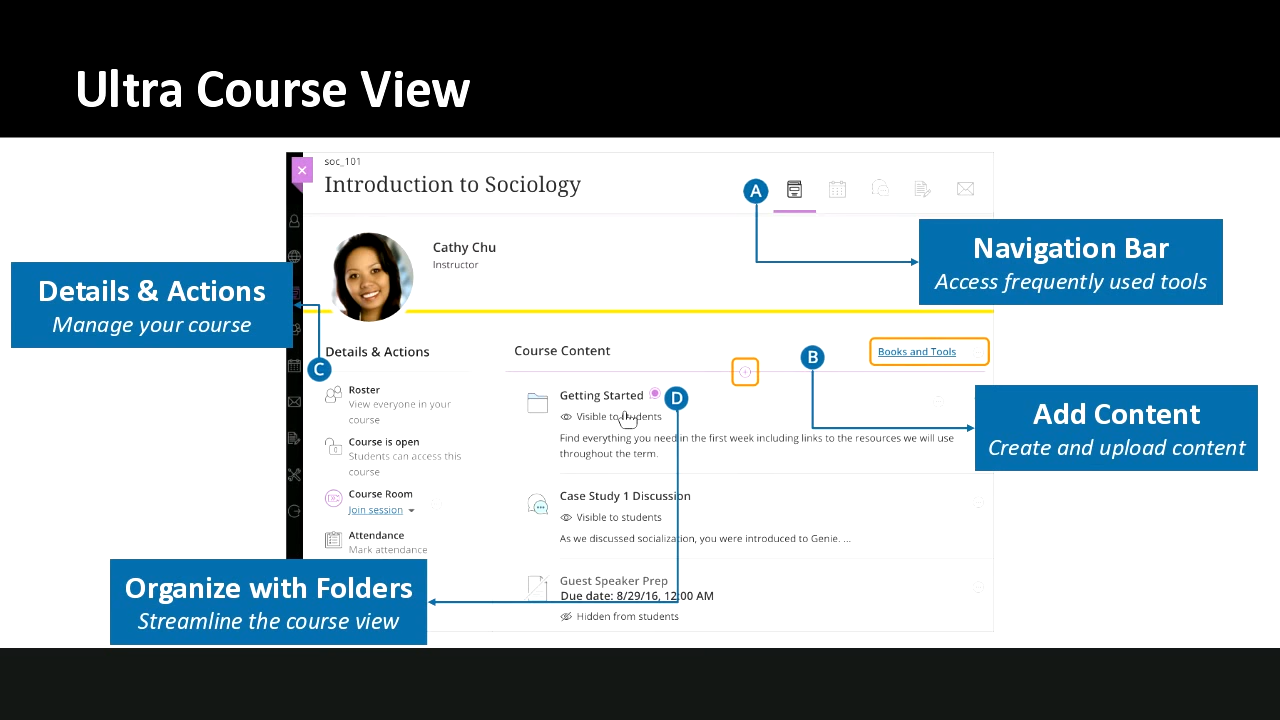 Ultra Course View
soc_101
Introduction to Sociology
A
Navigation Bar
Access frequently used tools
Cathy Chu
Instructor
Details & Actions
Manage your course
C
Details & Actions
Roster
View everyone in your
course
Course is open
Students can access this
course
Course Room
Join session
Attendance
Mark attendance
Course Content
B
Books and Tools
Add Content
Create and upload content
Getting Started
D
Visible to students
Find everything you need in the first week including links to the resources we will use
throughout the term.
Case Study 1 Discussion
Visible to students
As we discussed socialization, you were introduced to Genie. ...
Guest Speaker Prep
Due date: 8/29/16, 12:00 AM
Hidden from students
Organize with Folders
Streamline the course view